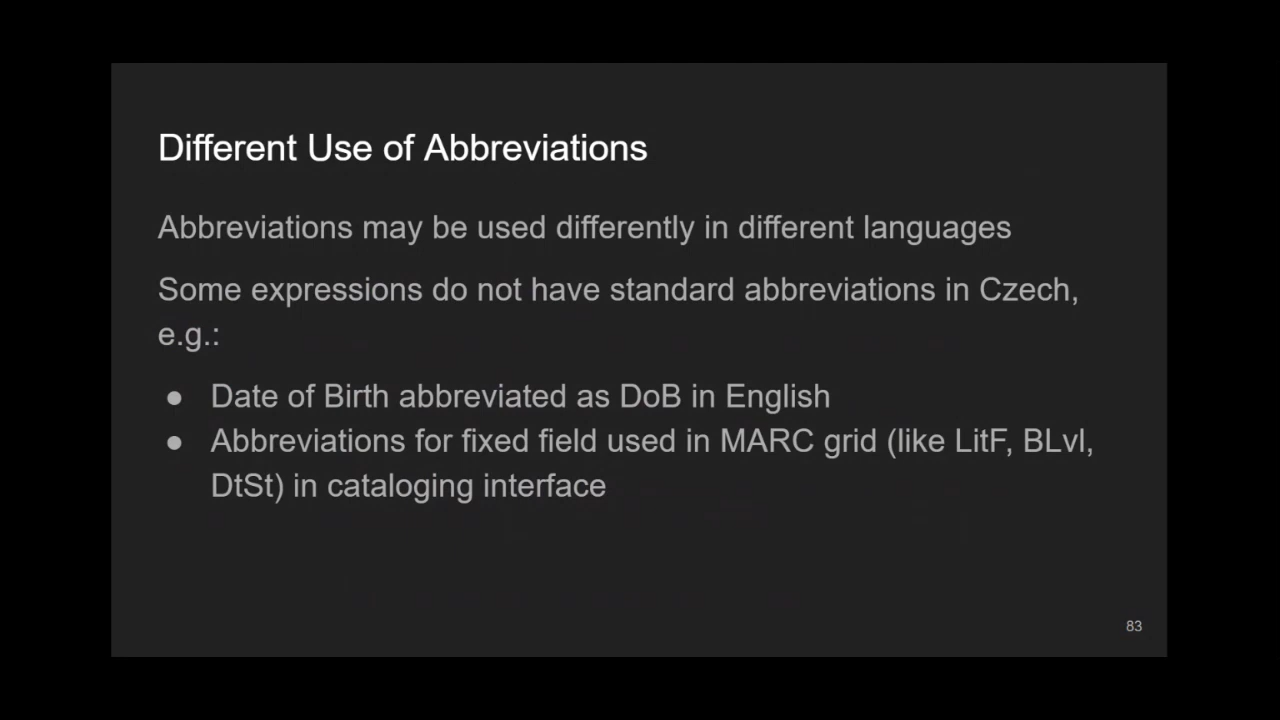 Different Use of Abbreviations
Abbreviations may be used differently in different languages
Some expressions do not have standard abbreviations in Czech,
e.g.:
● Date of Birth abbreviated as DoB in English
● Abbreviations for fixed field used in MARC grid (like LitF, BLvl,
DtSt) in cataloging interface
83